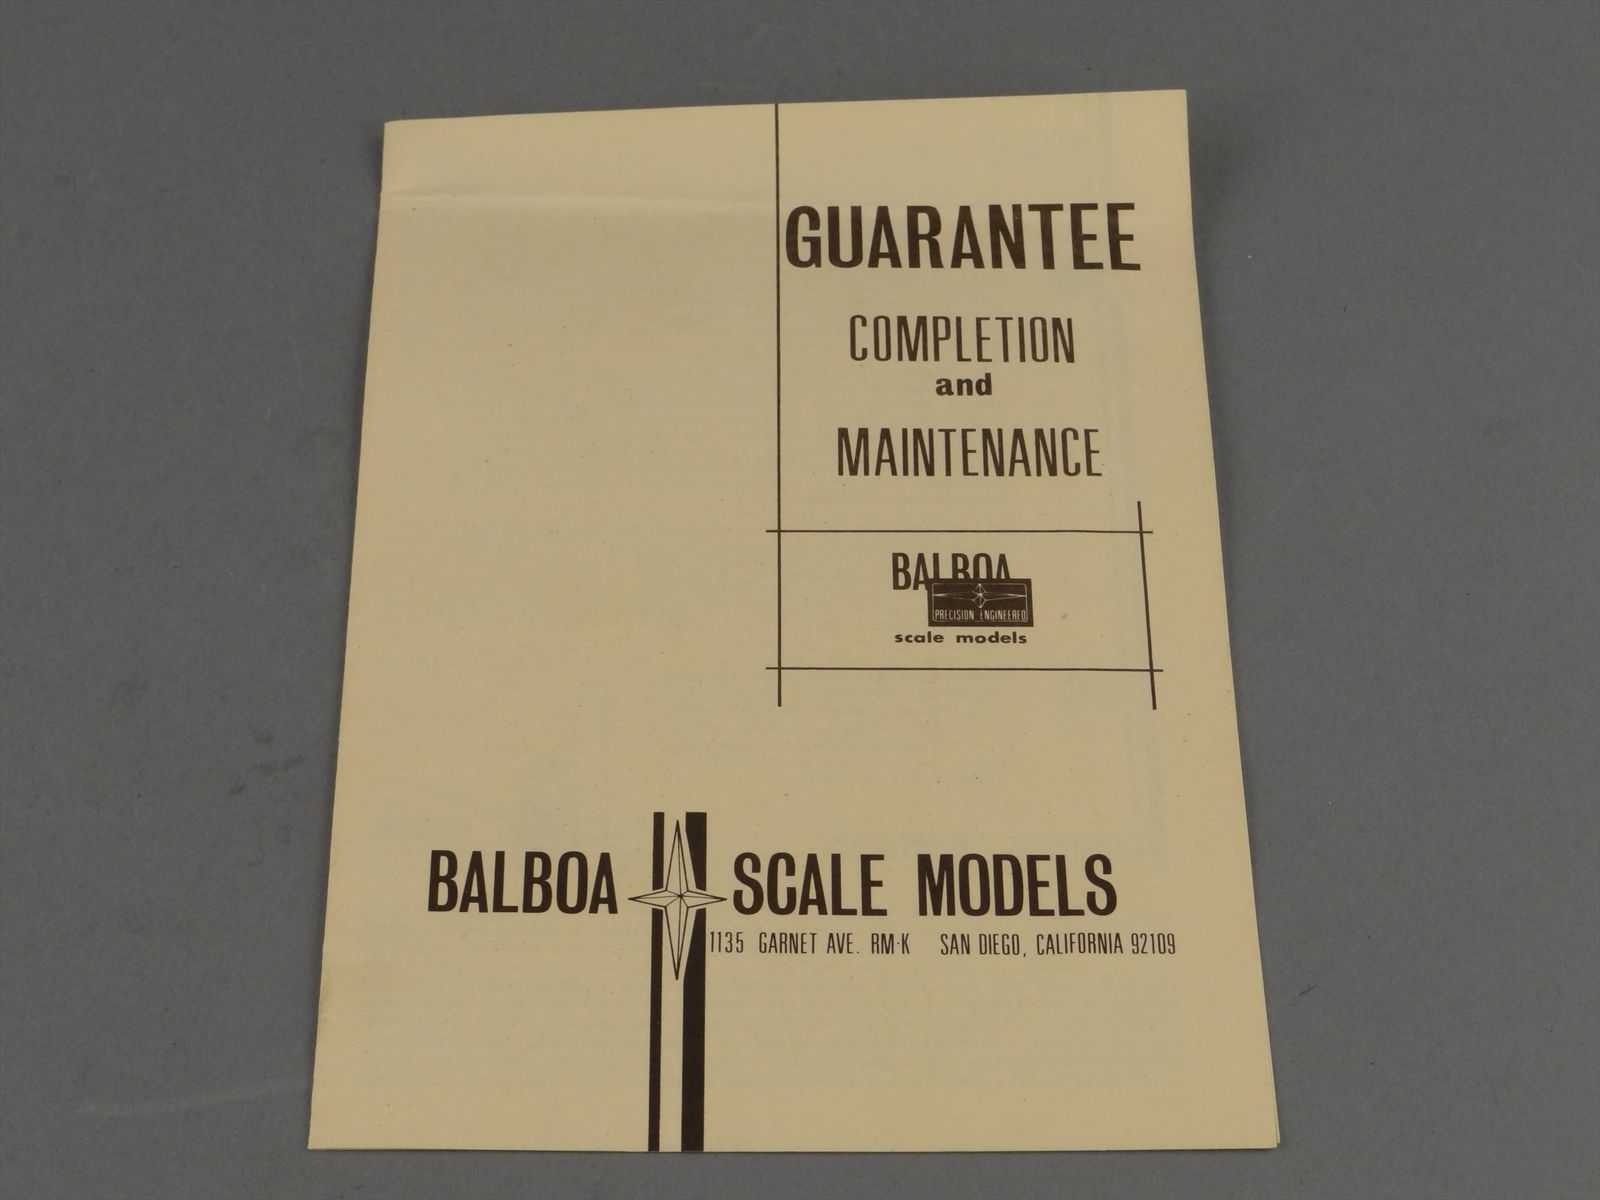 GUARANTEE
COMPLETION
and
MAINTENANCE
BALBOA
PRECISION ENGINEERED
scale models
BALBOA SCALE MODELS
1135 GARNET AVE. RM-K SAN DIEGO, CALIFORNIA 92109